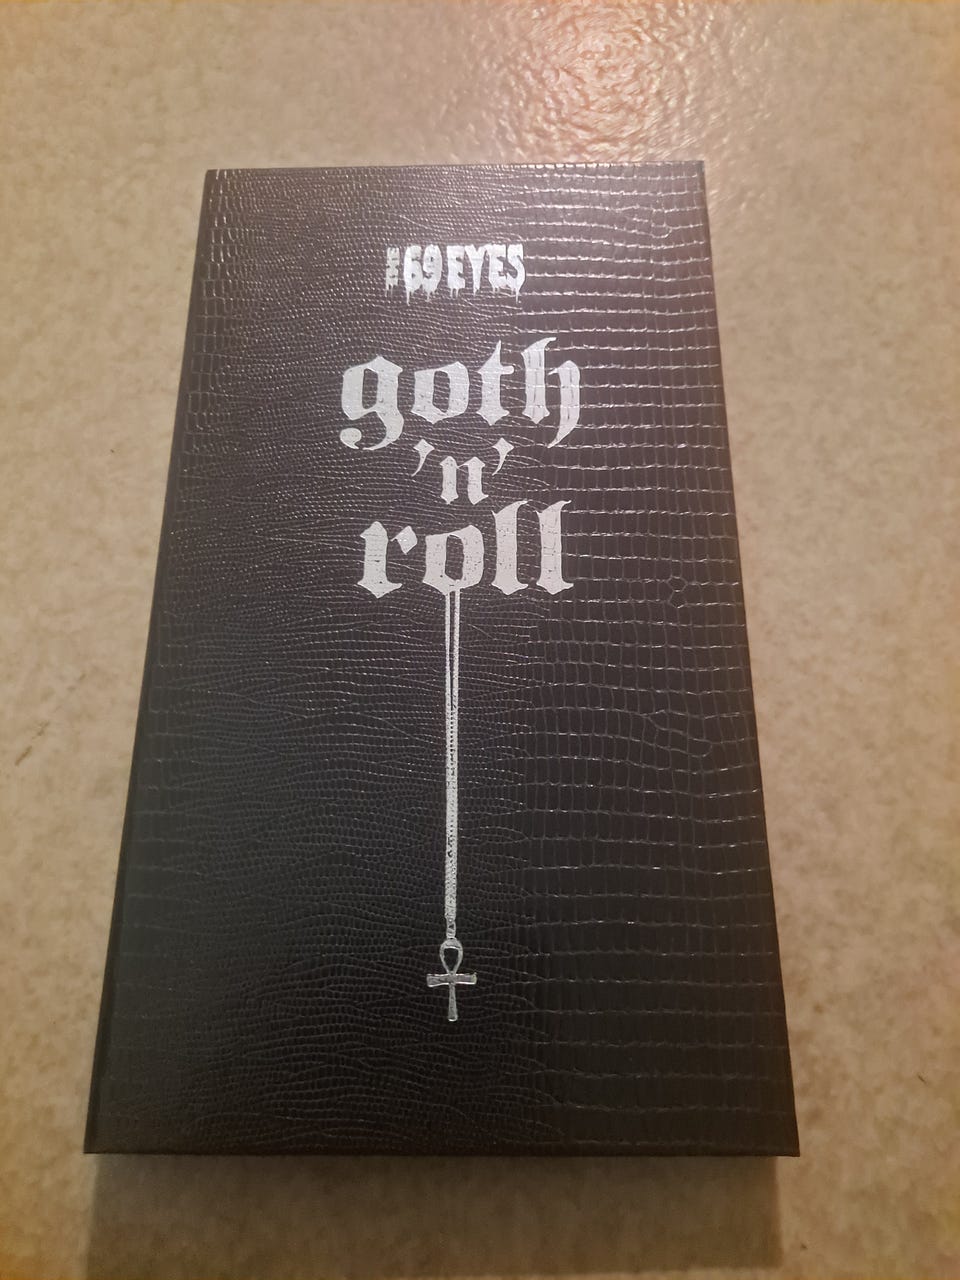 THE 69 EYES
goth
'n'
roll